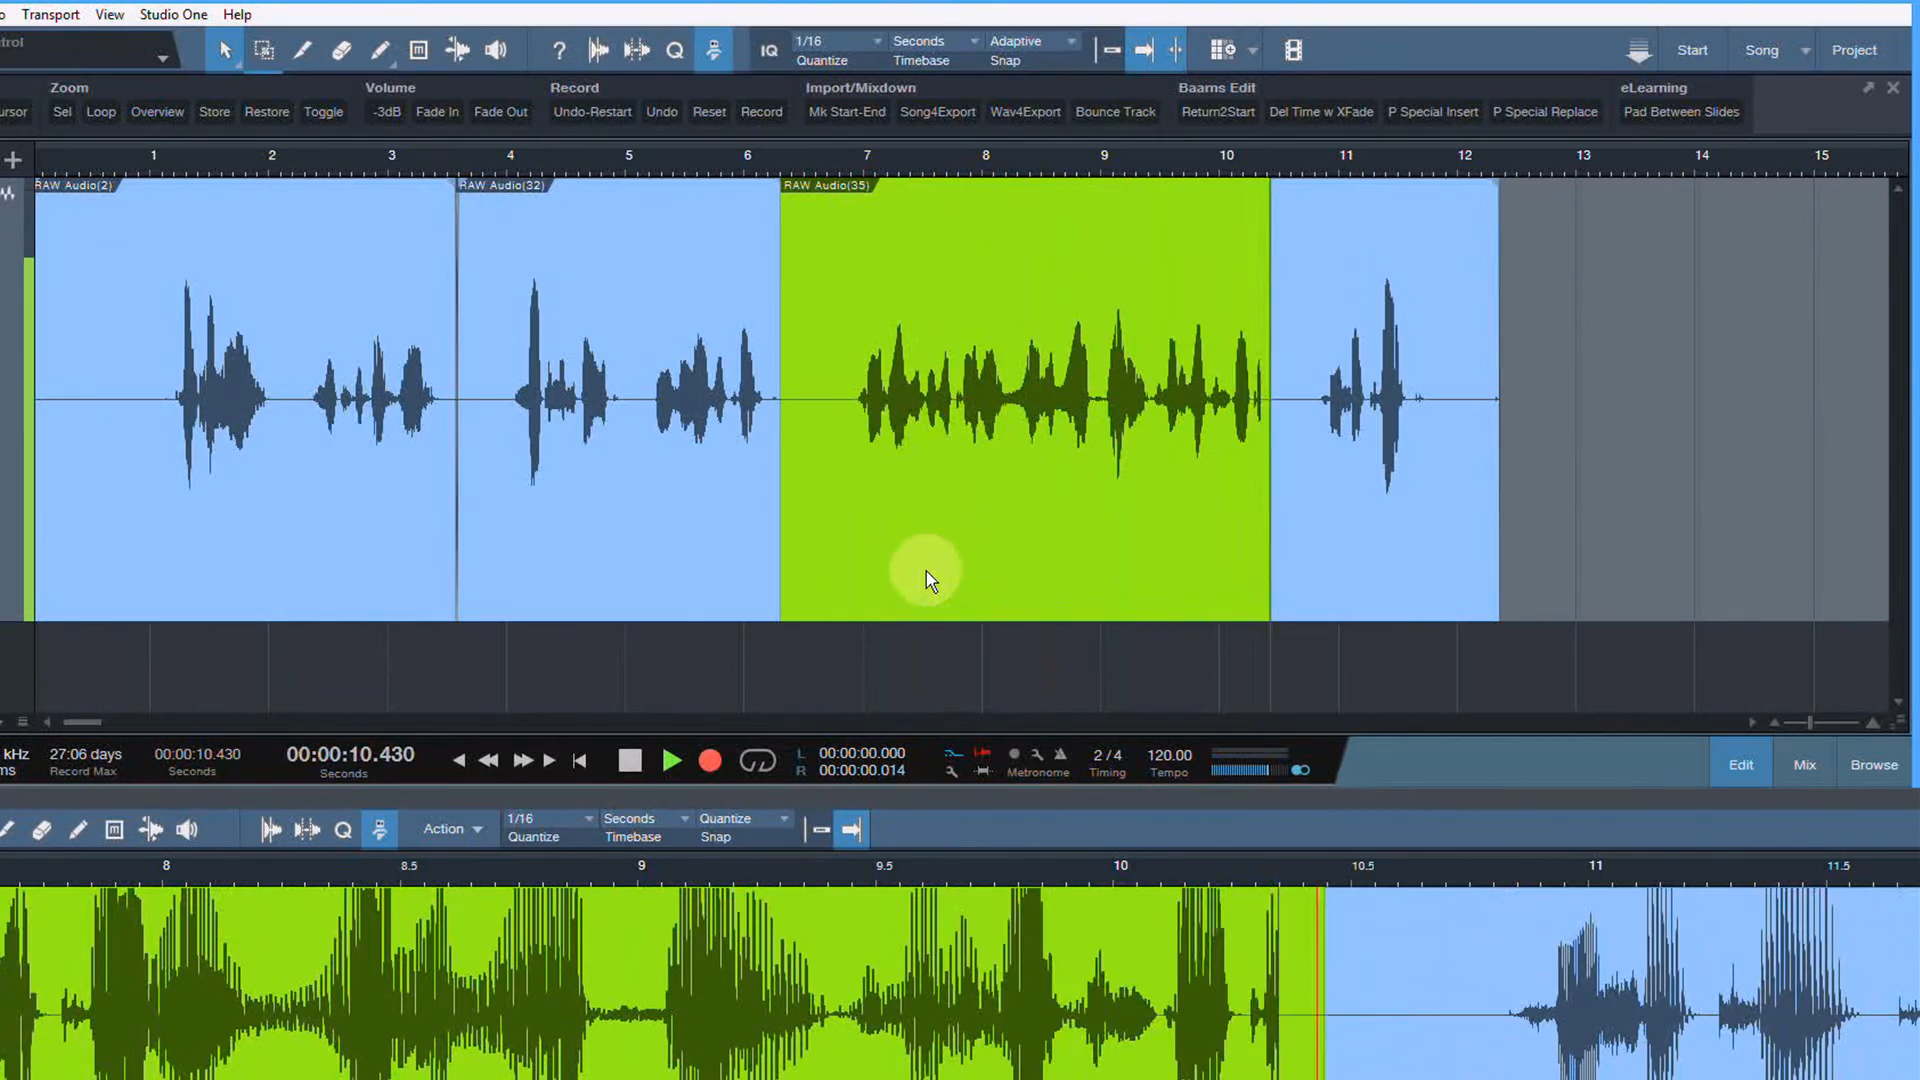 o Transport View Studio One Help
trol
IQ 1/16 Seconds Adaptive
Quantize Timebase Snap
Start Song Project
Zoom Volume Record Import/Mixdown Baams Edit eLearning
ursor Sel Loop Overview Store Restore Toggle -3dB Fade In Fade Out Undo-Restart Undo Reset Record Mk Start-End Song4Export Wav4Export Bounce Track Return2Start Del Time w XFade P Special Insert P Special Replace Pad Between Slides
1 2 3 4 5 6 7 8 9 10 11 12 13 14 15
RAW Audio(2) RAW Audio(32) RAW Audio(35)
kHz 27:06 days 00:00:10.430 00:00:10.430 L 00:00:00.000 2/4 120.00
ms Record Max Seconds Seconds R 00:00:00.014 Metronome Timing Tempo
Edit Mix Browse
Action 1/16 Seconds Quantize
Quantize Timebase Snap
8 8.5 9 9.5 10 10.5 11 11.5